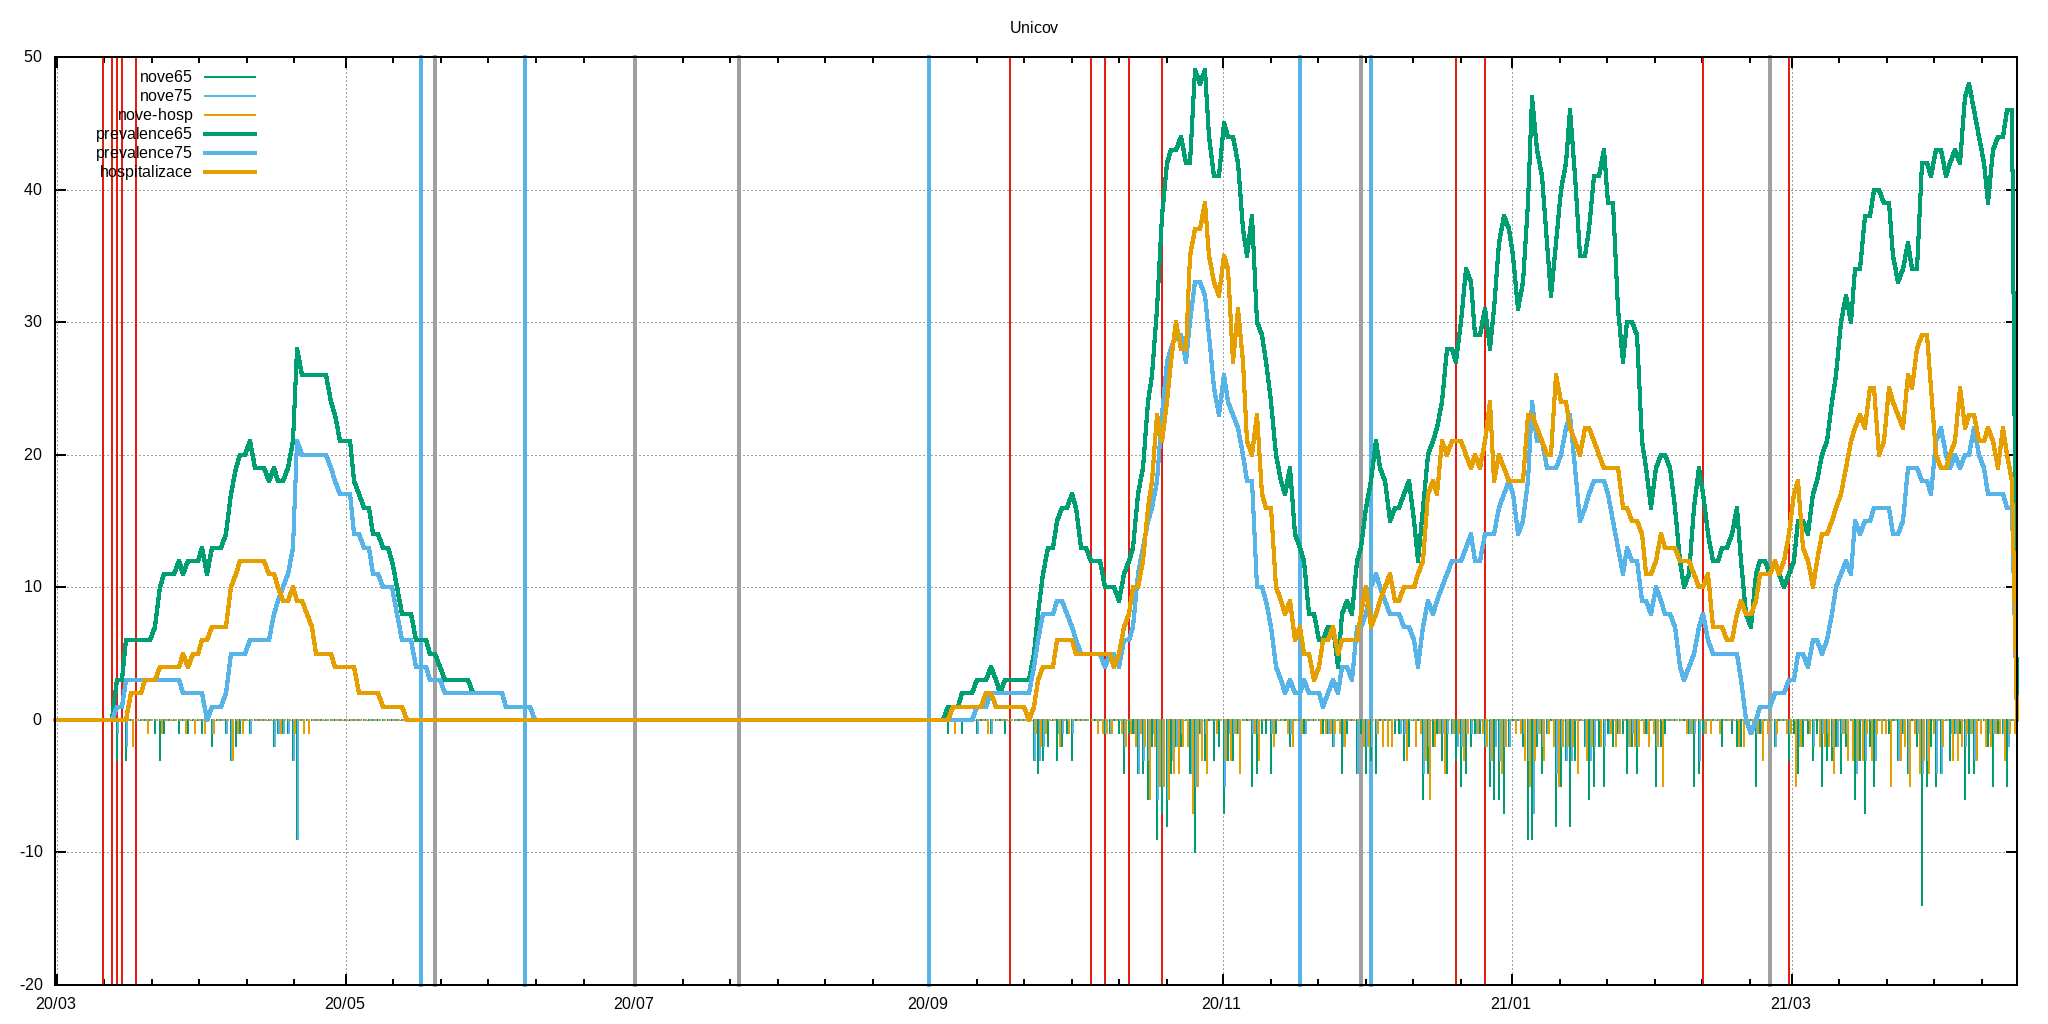 Unicov
50
nove65
nove75
nove-hosp
prevalence65
prevalence75
hospitalizace
40
30
20
10
0
-10
-20
20/03 20/05 20/07 20/09 20/11 21/01 21/03